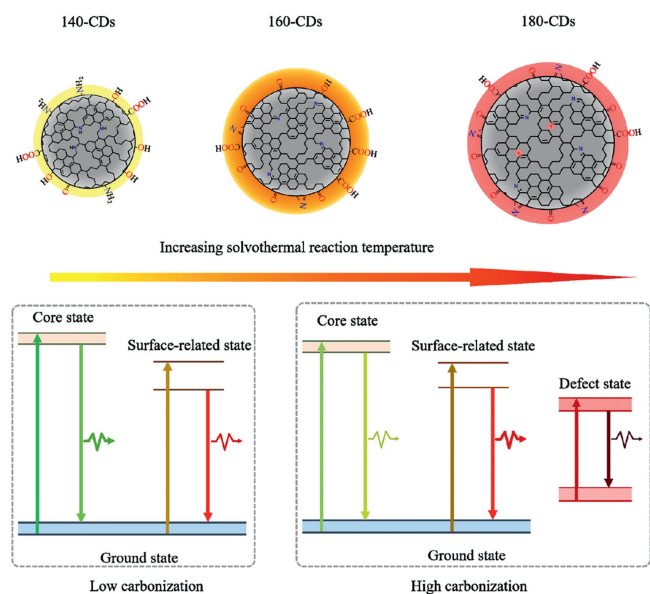 140-CDs
160-CDs
180-CDs
Increasing solvothermal reaction temperature
Core state
Surface-related state
Ground state
Low carbonization
Core state
Surface-related state
Defect state
Ground state
High carbonization